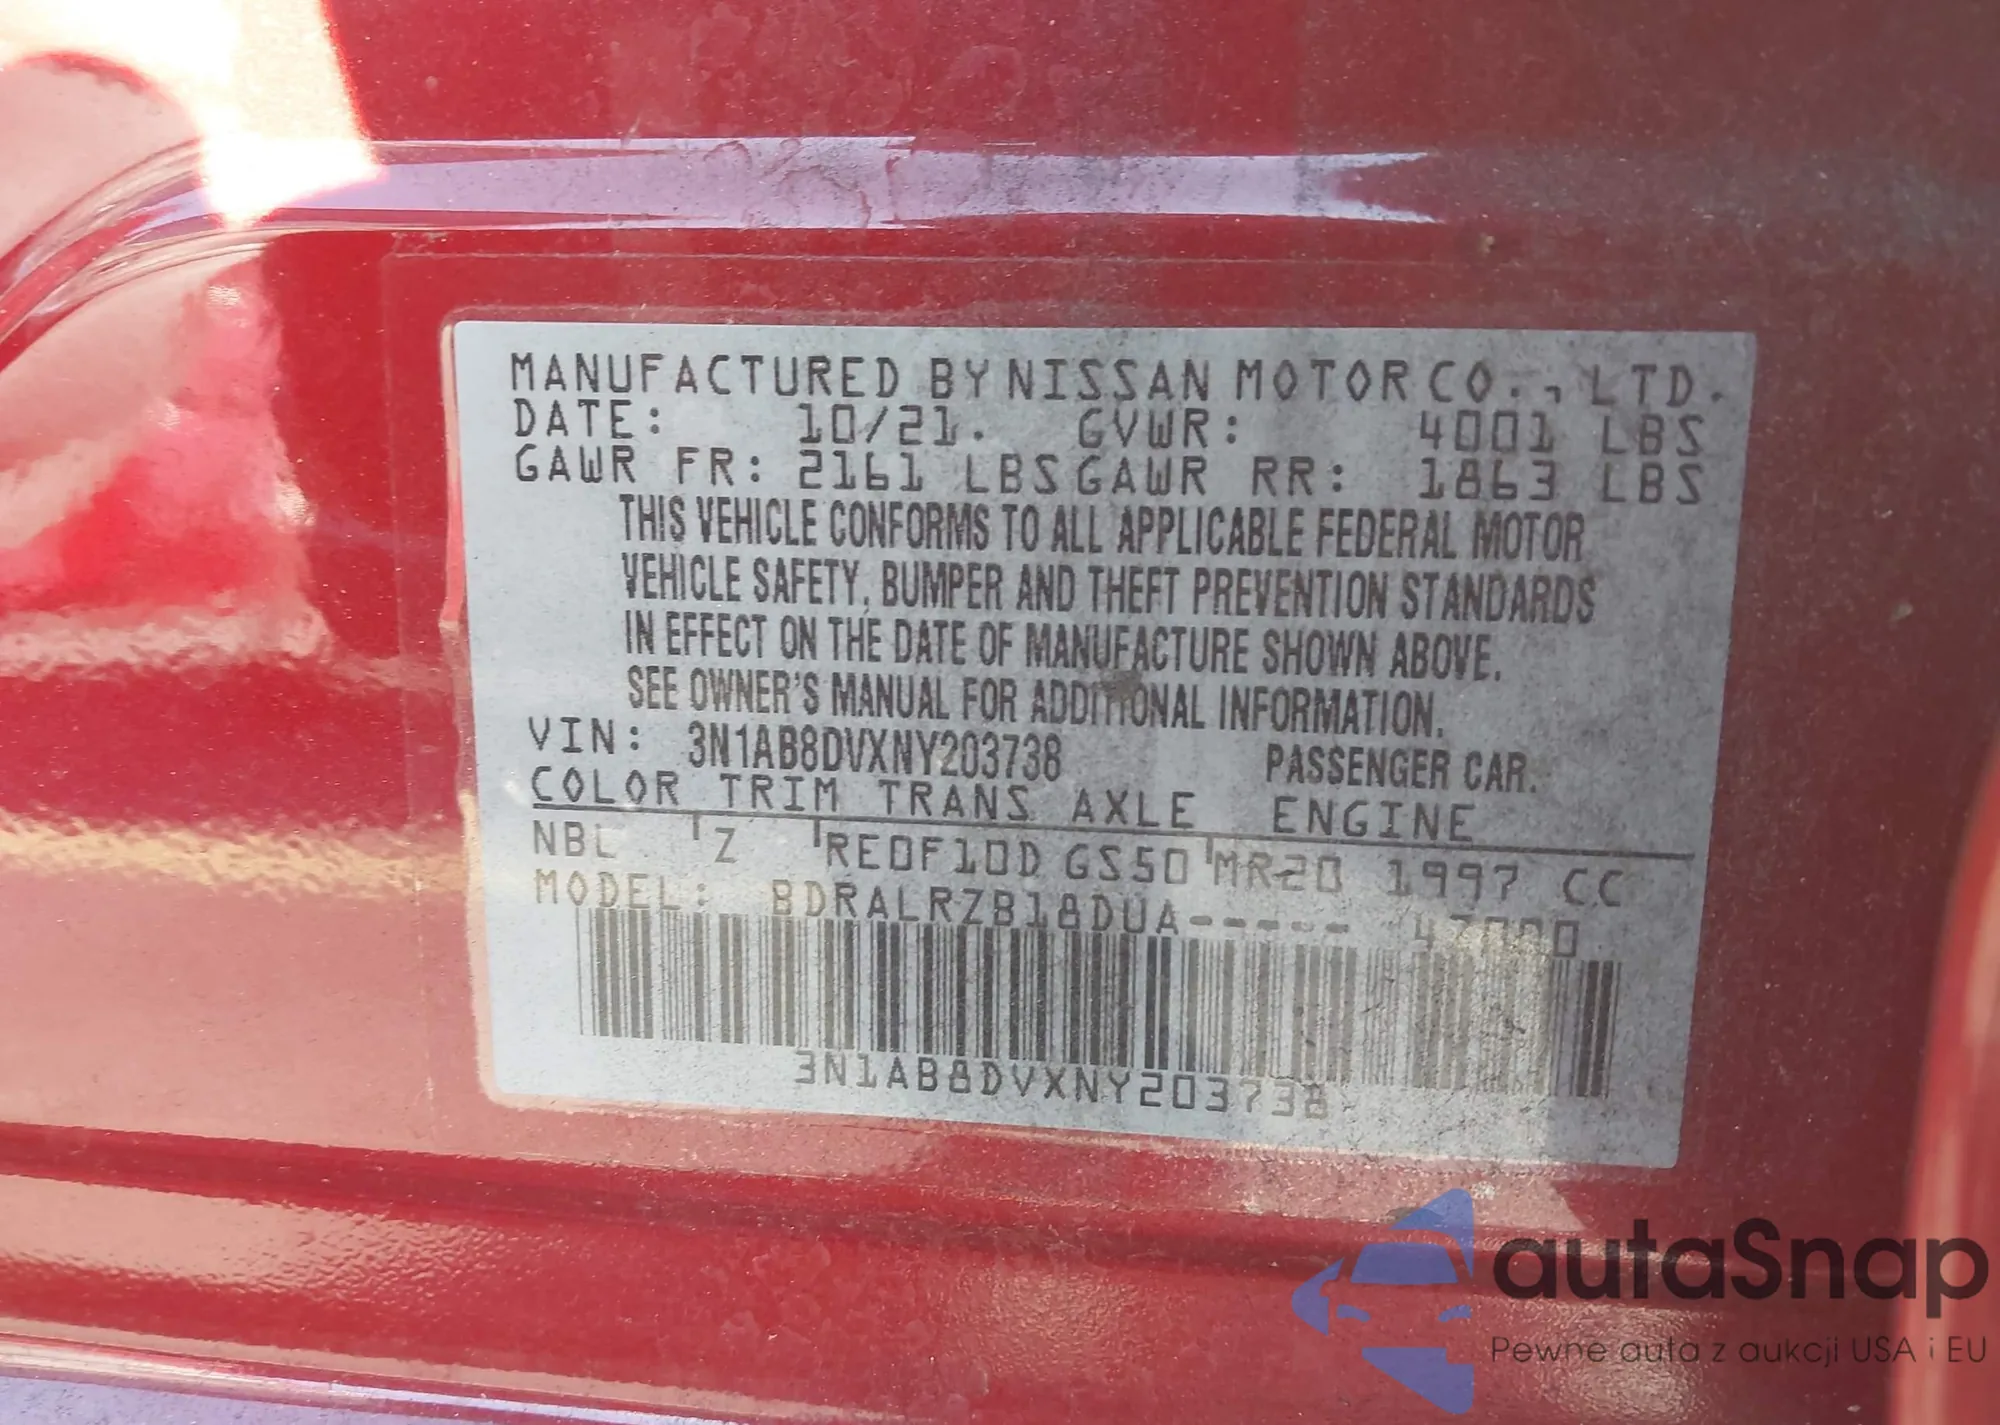 MANUFACTURED BY NISSAN MOTOR CO., LTD.
DATE: 10/21. GVWR: 4001 LBS
GAWR FR: 2161 LBS GAWR RR: 1863 LBS
THIS VEHICLE CONFORMS TO ALL APPLICABLE FEDERAL MOTOR
VEHICLE SAFETY, BUMPER AND THEFT PREVENTION STANDARDS
IN EFFECT ON THE DATE OF MANUFACTURE SHOWN ABOVE.
SEE OWNER'S MANUAL FOR ADDITIONAL INFORMATION.
VIN: 3N1AB8DVXNY203738 PASSENGER CAR.
COLOR TRIM TRANS AXLE ENGINE
NBL Z RE0F10D GS50 MR20 1997 CC
MODEL: BDRALRZB18DUA-----
3N1AB8DVXNY203738
autaSnap
Pewne auta z aukcji USA i EU